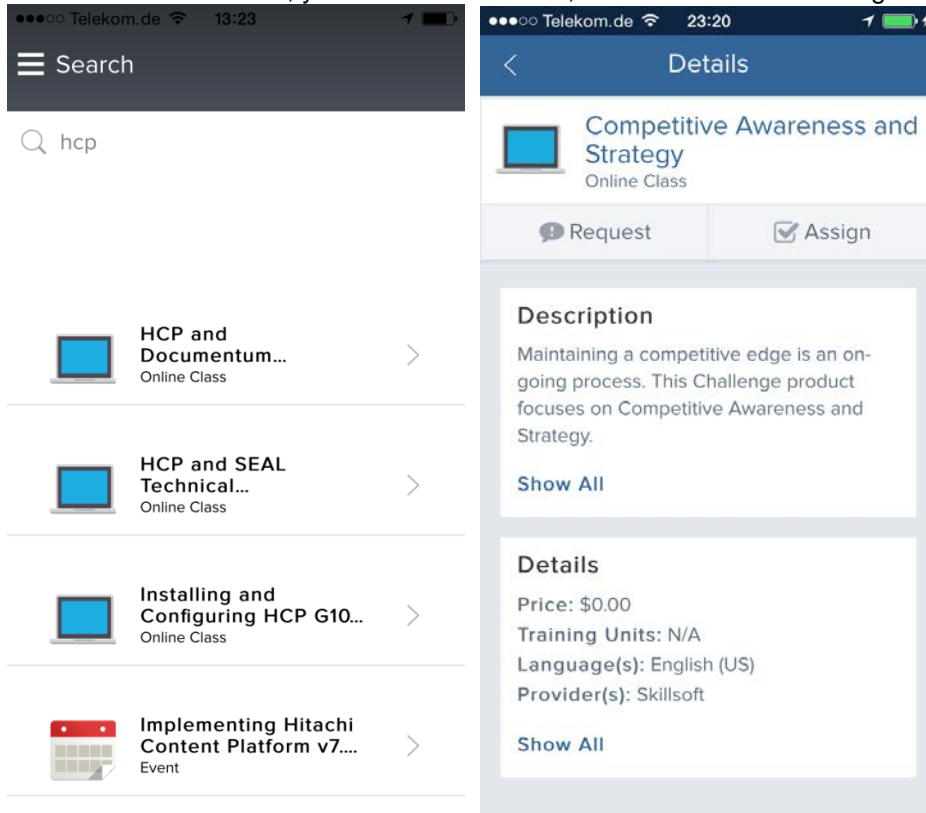 Telekom.de 13:23
Search
hcp
HCP and
Documentum...
Online Class
HCP and SEAL
Technical...
Online Class
Installing and
Configuring HCP G10...
Online Class
Implementing Hitachi
Content Platform v7....
Event
Telekom.de 23:20
Details
Competitive Awareness and
Strategy
Online Class
Request Assign
Description
Maintaining a competitive edge is an on-
going process. This Challenge product
focuses on Competitive Awareness and
Strategy.
Show All
Details
Price: $0.00
Training Units: N/A
Language(s): English (US)
Provider(s): Skillsoft
Show All